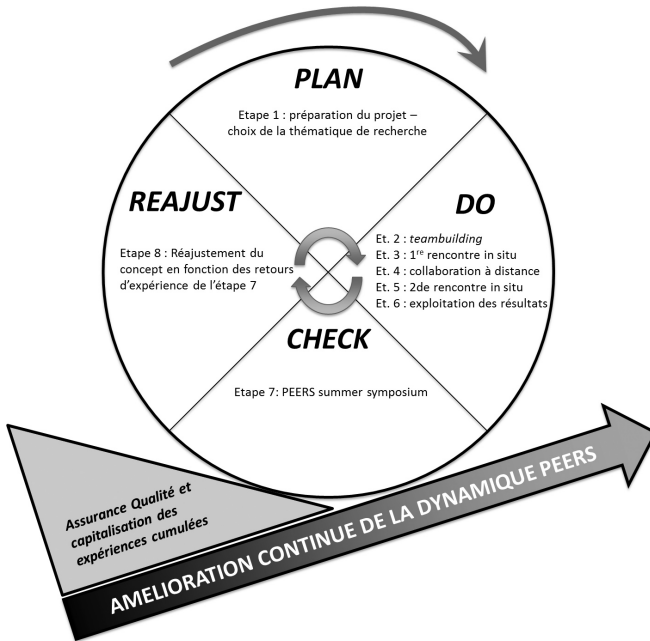 PLAN
Etape 1 : préparation du projet –
choix de la thématique de recherche
REAJUST
Etape 8 : Réajustement du
concept en fonction des retours
d'expérience de l'étape 7
DO
Et. 2 : teambuilding
Et. 3 : 1re rencontre in situ
Et. 4 : collaboration à distance
Et. 5 : 2de rencontre in situ
Et. 6 : exploitation des résultats
CHECK
Etape 7: PEERS summer symposium
Assurance Qualité et
capitalisation des
expériences cumulées
AMELIORATION CONTINUE DE LA DYNAMIQUE PEERS